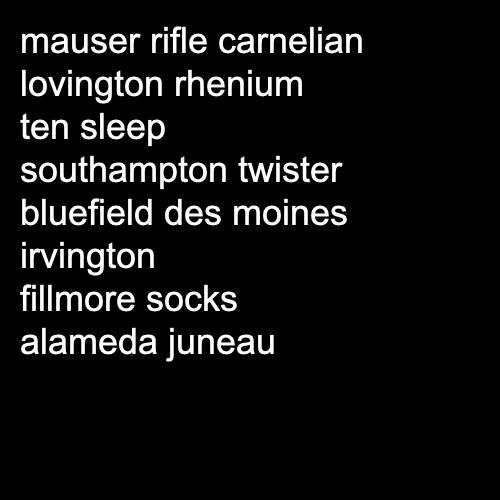 mauser rifle carnelian
lovington rhenium
ten sleep
southampton twister
bluefield des moines
irvington
fillmore socks
alameda juneau